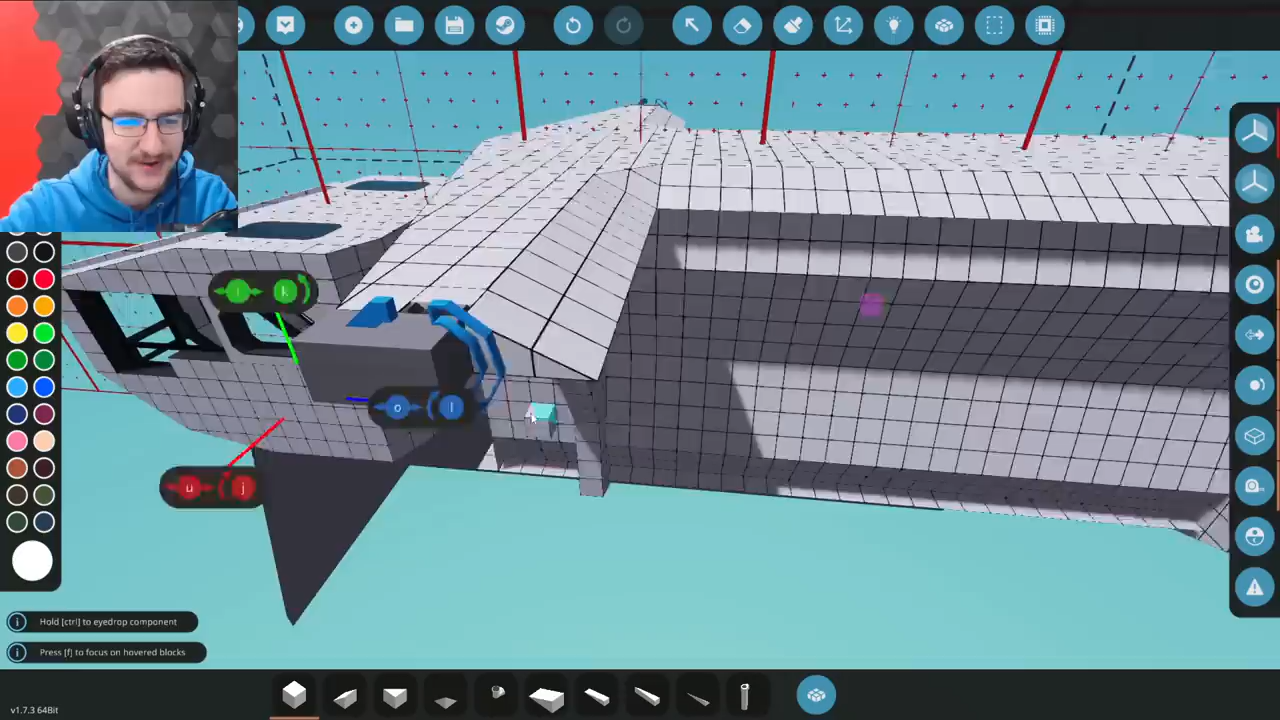 i k
o l
u j
Hold [ctrl] to eyedrop component
Press [f] to focus on hovered blocks
v1.7.3 64Bit